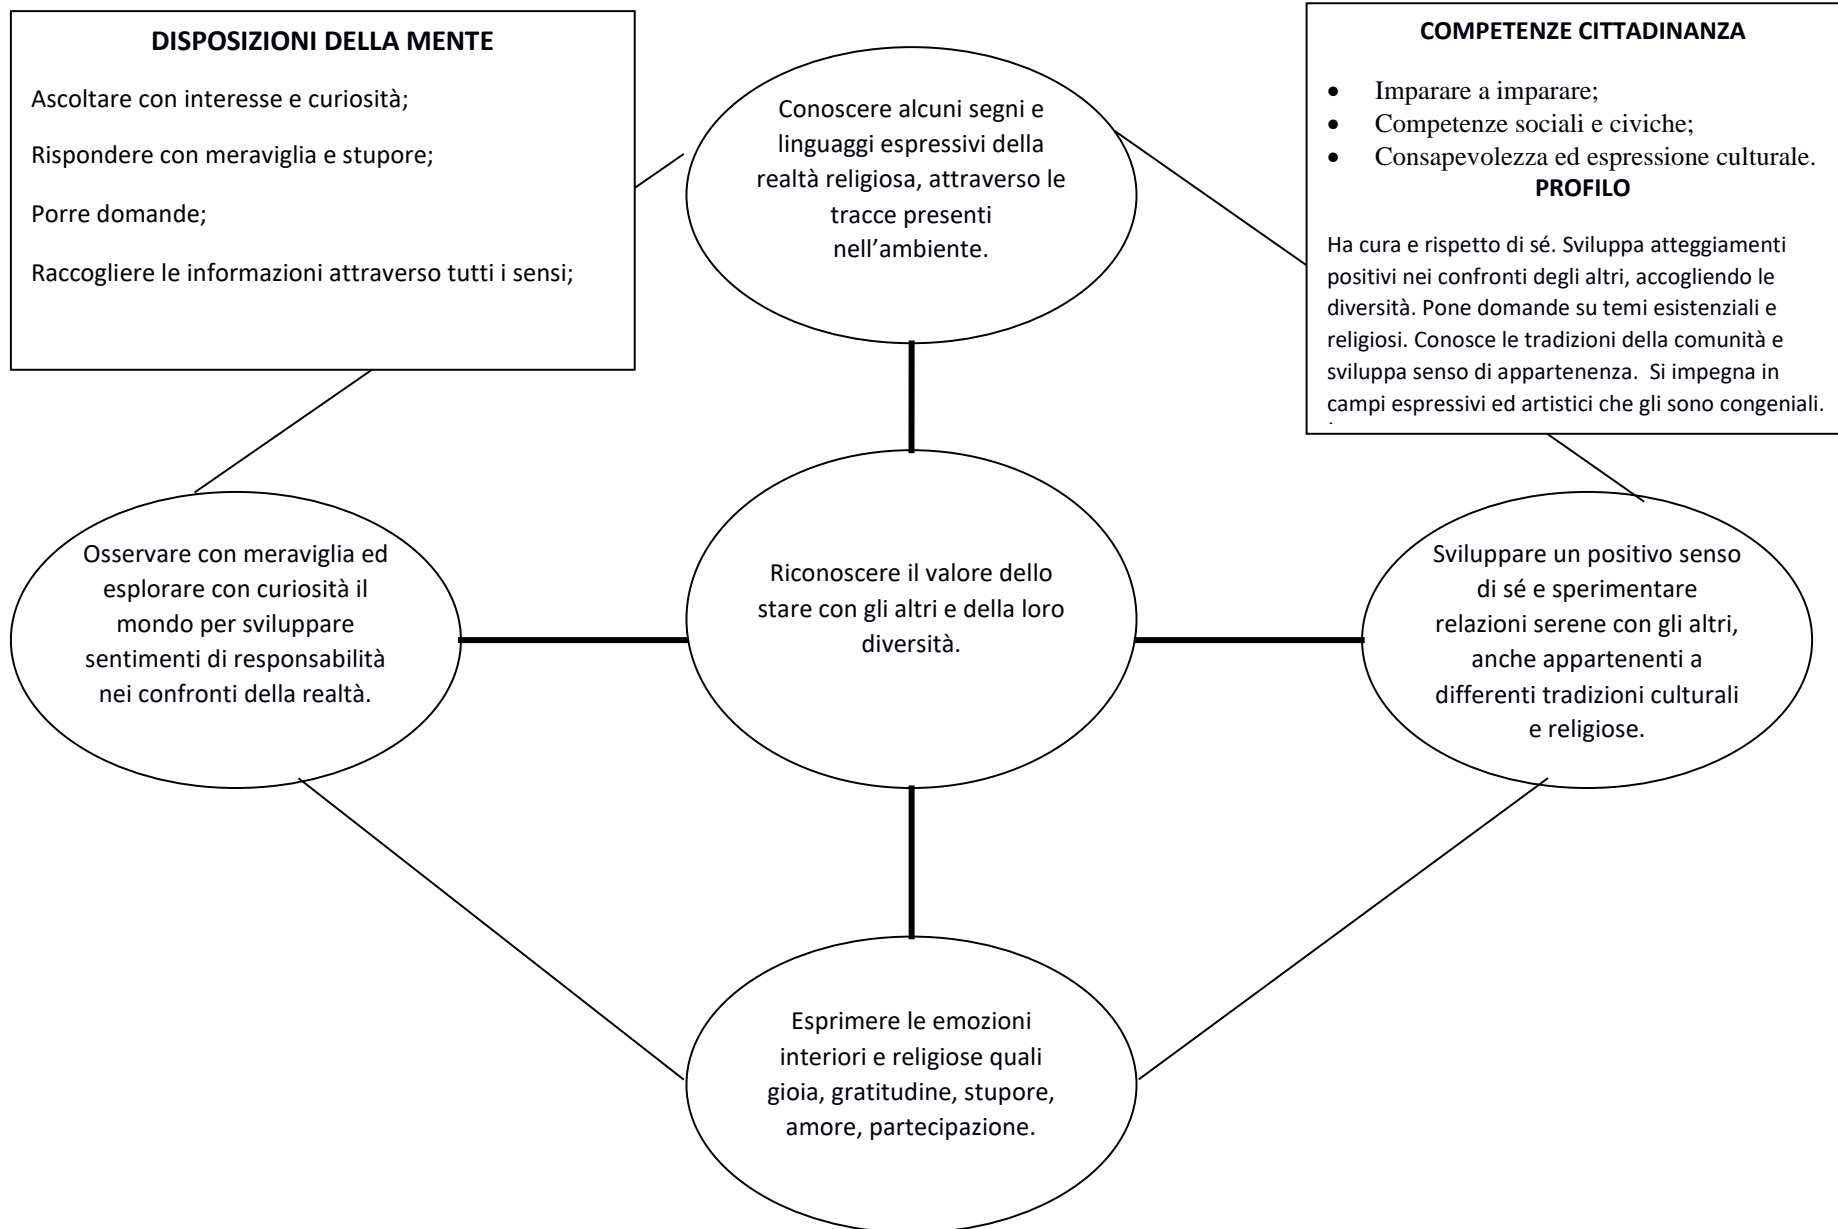 DISPOSIZIONI DELLA MENTE
Ascoltare con interesse e curiosità;
Rispondere con meraviglia e stupore;
Porre domande;
Raccogliere le informazioni attraverso tutti i sensi;
COMPETENZE CITTADINANZA
• Imparare a imparare;
• Competenze sociali e civiche;
• Consapevolezza ed espressione culturale.
PROFILO
Ha cura e rispetto di sé. Sviluppa atteggiamenti
positivi nei confronti degli altri, accogliendo le
diversità. Pone domande su temi esistenziali e
religiosi. Conosce le tradizioni della comunità e
sviluppa senso di appartenenza.  Si impegna in
campi espressivi ed artistici che gli sono congeniali.
Conoscere alcuni segni e
linguaggi espressivi della
realtà religiosa, attraverso le
tracce presenti
nell’ambiente.
Osservare con meraviglia ed
esplorare con curiosità il
mondo per sviluppare
sentimenti di responsabilità
nei confronti della realtà.
Riconoscere il valore dello
stare con gli altri e della loro
diversità.
Sviluppare un positivo senso
di sé e sperimentare
relazioni serene con gli altri,
anche appartenenti a
differenti tradizioni culturali
e religiose.
Esprimere le emozioni
interiori e religiose quali
gioia, gratitudine, stupore,
amore, partecipazione.